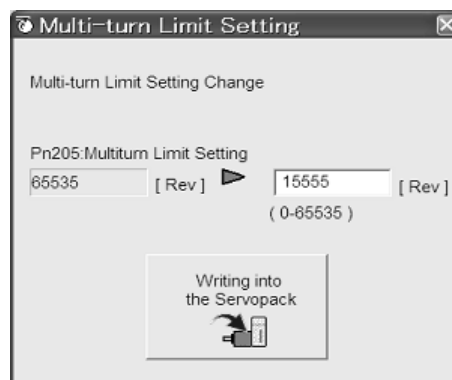 Multi-turn Limit Setting
Multi-turn Limit Setting Change
Pn205:Multiturn Limit Setting
65535 [ Rev ] 15555 [ Rev ]
( 0-65535 )
Writing into
the Servopack